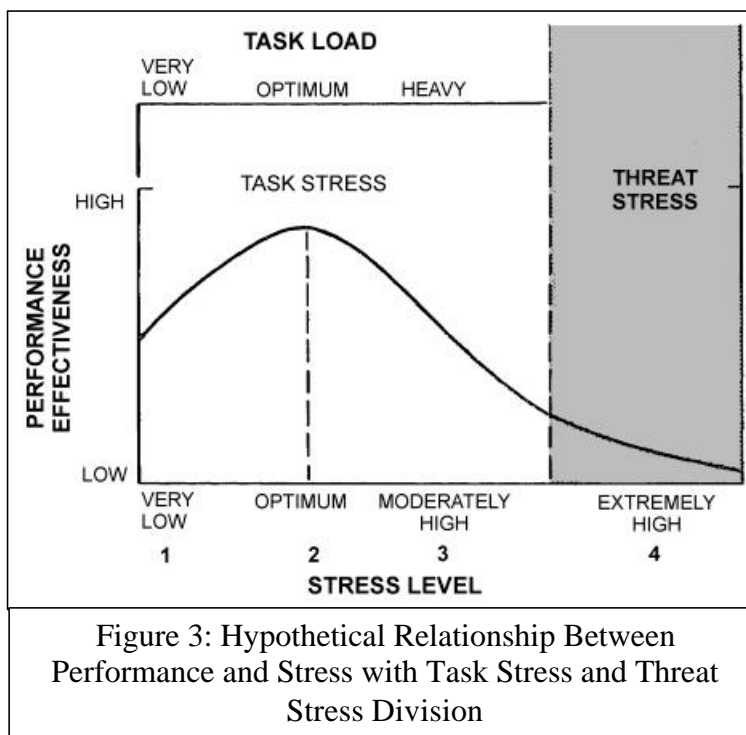 TASK LOAD
VERY
LOW
OPTIMUM
HEAVY
TASK STRESS
THREAT
STRESS
HIGH
LOW
PERFORMANCE
EFFECTIVENESS
VERY
LOW
OPTIMUM
MODERATELY
HIGH
EXTREMELY
HIGH
1
2
3
4
STRESS LEVEL
Figure 3: Hypothetical Relationship Between
Performance and Stress with Task Stress and Threat
Stress Division